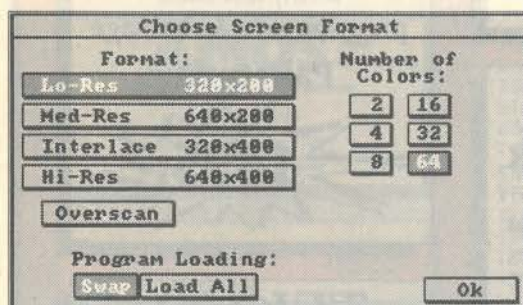 Choose Screen Format
Format:
Number of
Colors:
Lo-Res 320x200
Med-Res 640x200
Interlace 320x400
Hi-Res 640x400
2 16
4 32
8 64
Overscan
Program Loading:
Swap Load All
Ok